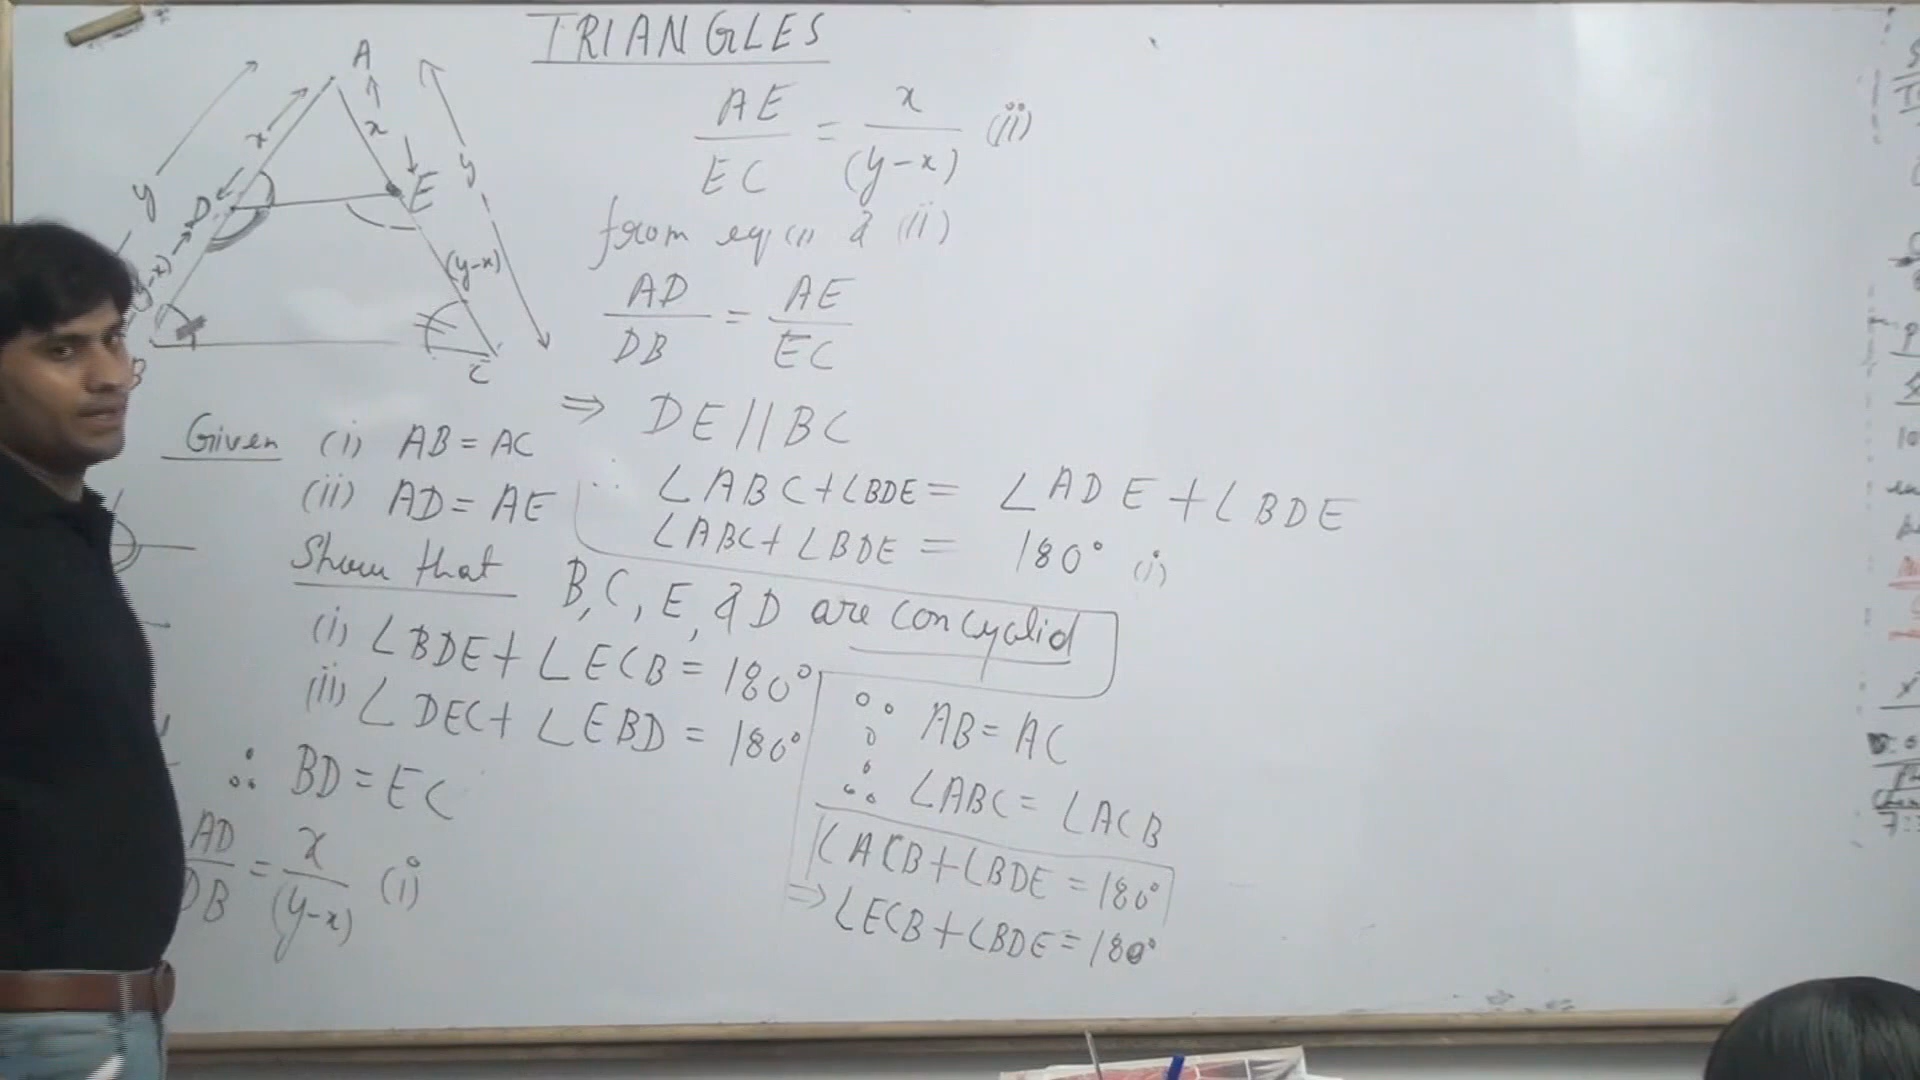 TRIANGLES
A
x
x
y
y
D
E
(y-x)
(y-x)
B
C
Given (i) AB = AC
(ii) AD = AE
Show that B, C, E, & D are concyclid
(i) ∠BDE + ∠ECB = 180°
(ii) ∠DEC + ∠EBD = 180°
∴ BD = EC
AD/DB = x/(y-x) (i)
AE/EC = x/(y-x) (ii)
from eq (i) & (ii)
AD/DB = AE/EC
⇒ DE || BC
∴ ∠ABC + ∠BDE = ∠ADE + ∠BDE
∠ABC + ∠BDE = 180° (i)
∵ AB = AC
∴ ∠ABC = ∠ACB
∠ACB + ∠BDE = 180°
⇒ ∠ECB + ∠BDE = 180°